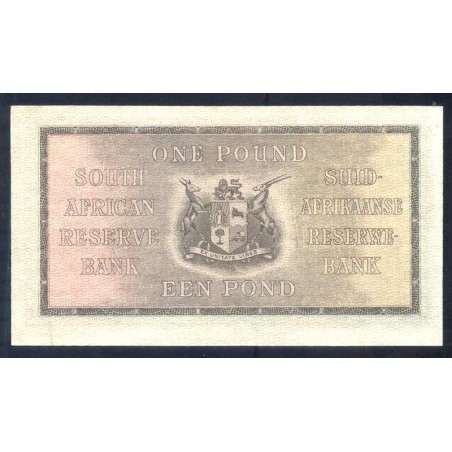 ONE POUND
SOUTH
AFRICAN
RESERVE
BANK
SUID-
AFRIKAANSE
RESERWE-
BANK
EX UNITATE VIRES
EEN POND